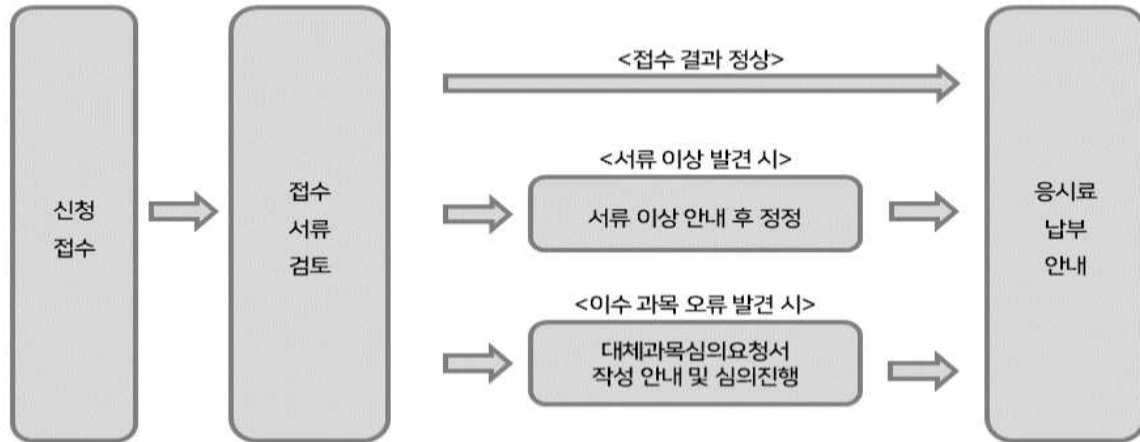 신청
접수
접수
서류
검토
<접수 결과 정상>
<서류 이상 발견 시>
서류 이상 안내 후 정정
<이수 과목 오류 발견 시>
대체과목심의요청서
작성 안내 및 심의진행
응시료
납부
안내